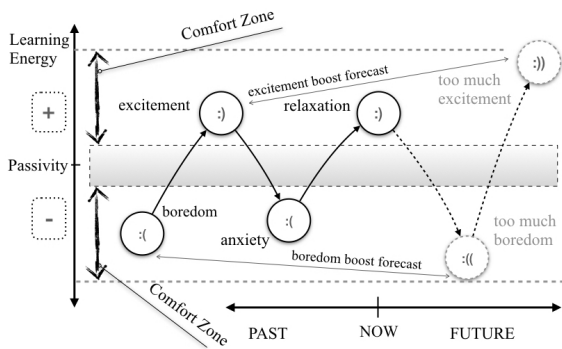 Learning
Energy
Comfort Zone
excitement boost forecast
:))
too much
excitement
+
excitement
:)
relaxation
:)
Passivity
-
boredom
:(
anxiety
:(
too much
boredom
:((
boredom boost forecast
Comfort Zone
PAST
NOW
FUTURE